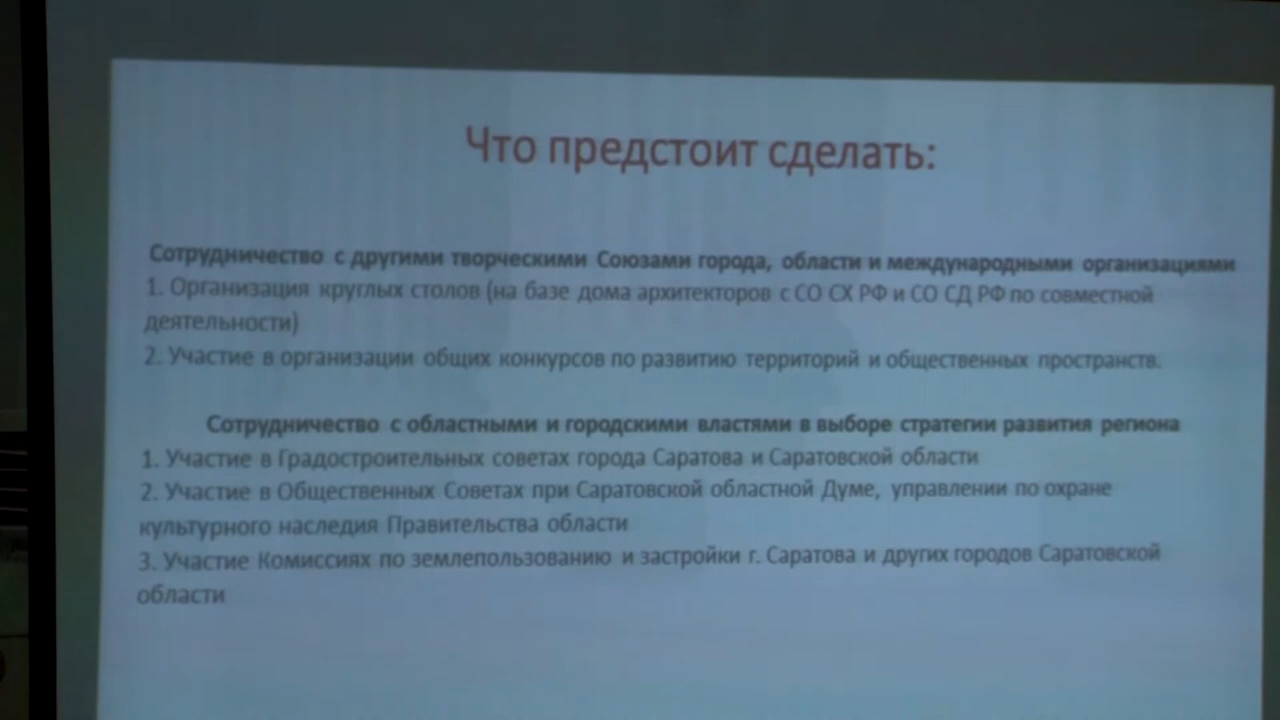 Что предстоит сделать:
Сотрудничество с другими творческими Союзами города, области и международными организациями
1. Организация круглых столов (на базе дома архитекторов с СО СХ РФ и СО СД РФ по совместной
деятельности)
2. Участие в организации общих конкурсов по развитию территорий и общественных пространств.
Сотрудничество с областными и городскими властями в выборе стратегии развития региона
1. Участие в Градостроительных советах города Саратова и Саратовской области
2. Участие в Общественных Советах при Саратовской областной Думе, управлении по охране
культурного наследия Правительства области
3. Участие Комиссиях по землепользованию и застройки г. Саратова и других городов Саратовской
области